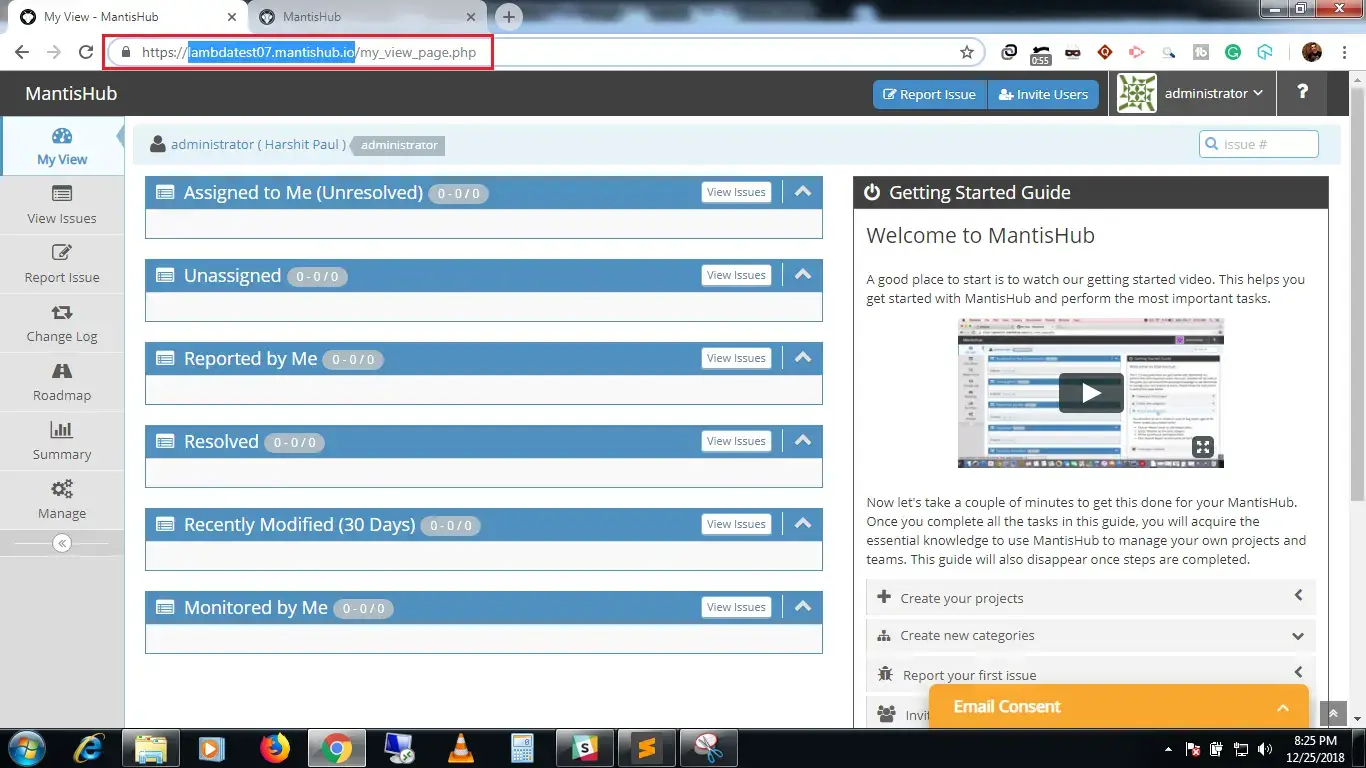 My View - MantisHub
MantisHub
https://lambdatest07.mantishub.io/my_view_page.php
0:55
MantisHub
Report Issue
Invite Users
administrator
?
My View
View Issues
Report Issue
Change Log
Roadmap
Summary
Manage
administrator ( Harshit Paul ) administrator
Issue #
Assigned to Me (Unresolved) 0 - 0 / 0 View Issues
Unassigned 0 - 0 / 0 View Issues
Reported by Me 0 - 0 / 0 View Issues
Resolved 0 - 0 / 0 View Issues
Recently Modified (30 Days) 0 - 0 / 0 View Issues
Monitored by Me 0 - 0 / 0 View Issues
Getting Started Guide
Welcome to MantisHub
A good place to start is to watch our getting started video. This helps you
get started with MantisHub and perform the most important tasks.
Now let's take a couple of minutes to get this done for your MantisHub.
Once you complete all the tasks in this guide, you will acquire the
essential knowledge to use MantisHub to manage your own projects and
teams. This guide will also disappear once steps are completed.
Create your projects
Create new categories
Report your first issue
Email Consent
8:25 PM
12/25/2018